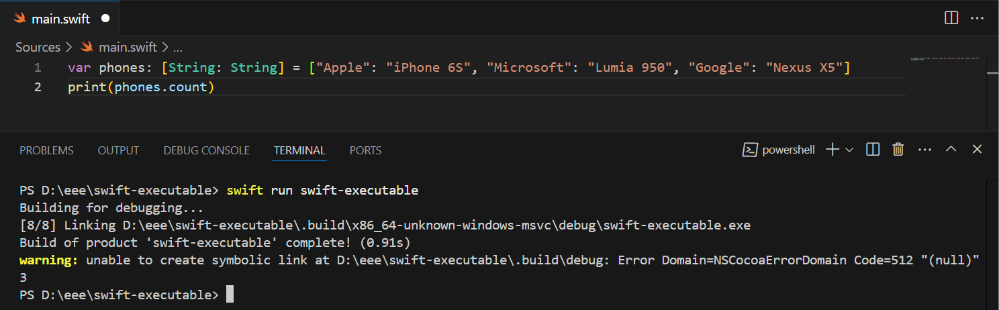 main.swift
Sources > main.swift > ...
1 var phones: [String: String] = ["Apple": "iPhone 6S", "Microsoft": "Lumia 950", "Google": "Nexus X5"]
2 print(phones.count)
PROBLEMS OUTPUT DEBUG CONSOLE TERMINAL PORTS powershell
PS D:\eee\swift-executable> swift run swift-executable
Building for debugging...
[8/8] Linking D:\eee\swift-executable\.build\x86_64-unknown-windows-msvc\debug\swift-executable.exe
Build of product 'swift-executable' complete! (0.91s)
warning: unable to create symbolic link at D:\eee\swift-executable\.build\debug: Error Domain=NSCocoaErrorDomain Code=512 "(null)"
3
PS D:\eee\swift-executable>